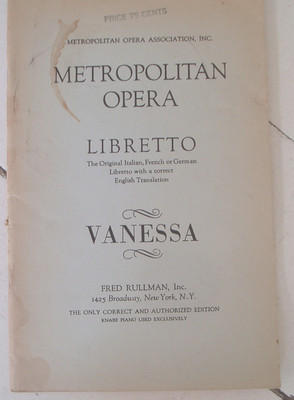 PRICE 75 CENTS
METROPOLITAN OPERA ASSOCIATION, INC.
METROPOLITAN
OPERA
LIBRETTO
The Original Italian, French or German
Libretto with a correct
English Translation
VANESSA
FRED RULLMAN, Inc.
1425 Broadway, New York, N.Y.
THE ONLY CORRECT AND AUTHORIZED EDITION
KNABE PIANO USED EXCLUSIVELY